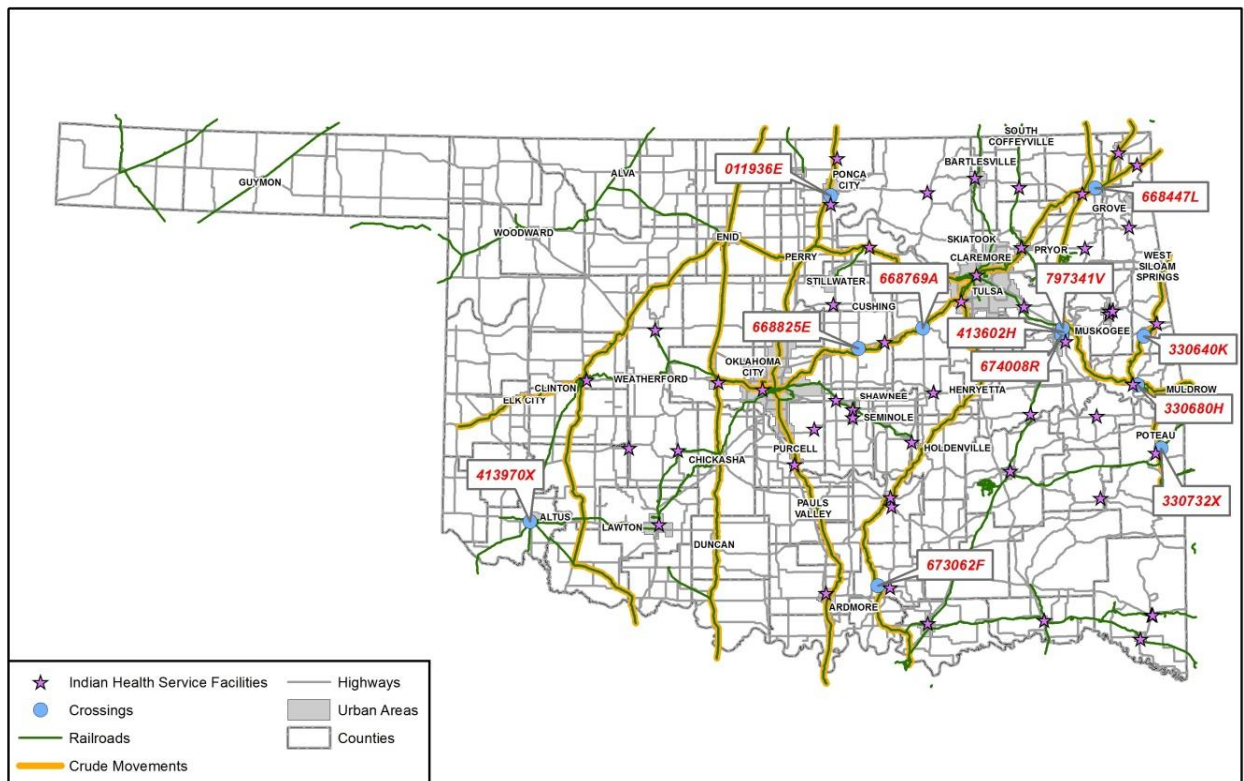 SOUTH
COFFEYVILLE
BARTLESVILLE
011936E
PONCA
CITY
ALVA
GUYMON
668447L
GROVE
WOODWARD
ENID
SKIATOOK
PERRY
CLAREMORE
PRYOR
WEST
SILOAM
SPRINGS
STILLWATER
668769A
797341V
TULSA
CUSHING
668825E
413602H
MUSKOGEE
330640K
OKLAHOMA
CITY
674008R
WEATHERFORD
CLINTON
ELK CITY
SHAWNEE
HENRYETTA
MULDROW
330680H
SEMINOLE
POTEAU
PURCELL
HOLDENVILLE
CHICKASHA
413970X
330732X
PAULS
VALLEY
ALTUS
LAWTON
DUNCAN
673062F
ARDMORE
Indian Health Service Facilities
Crossings
Railroads
Crude Movements
Highways
Urban Areas
Counties